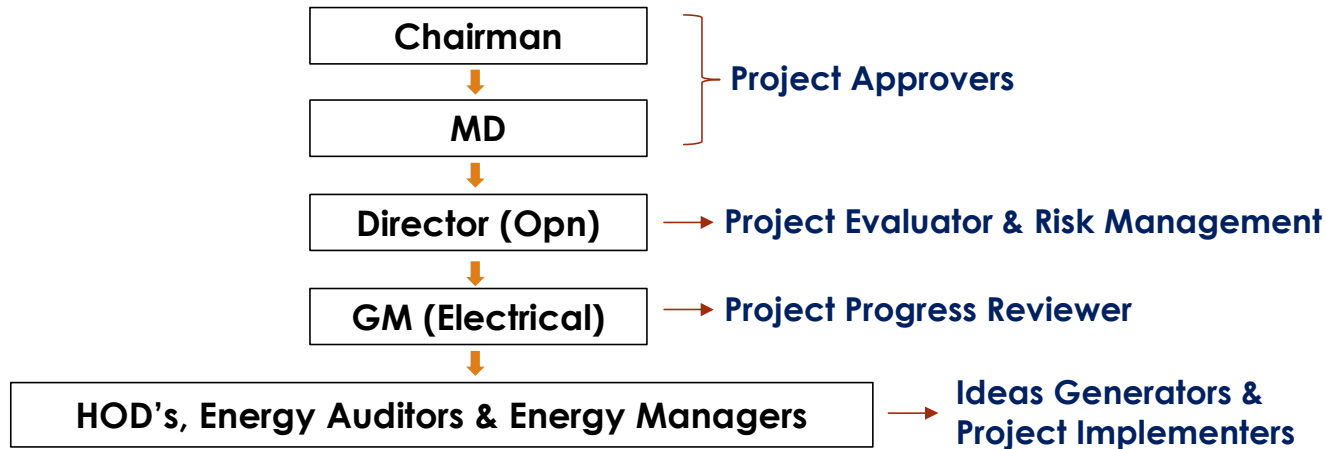 Chairman
Project Approvers
MD
Director (Opn)
Project Evaluator & Risk Management
GM (Electrical)
Project Progress Reviewer
HOD's, Energy Auditors & Energy Managers
Ideas Generators &
Project Implementers